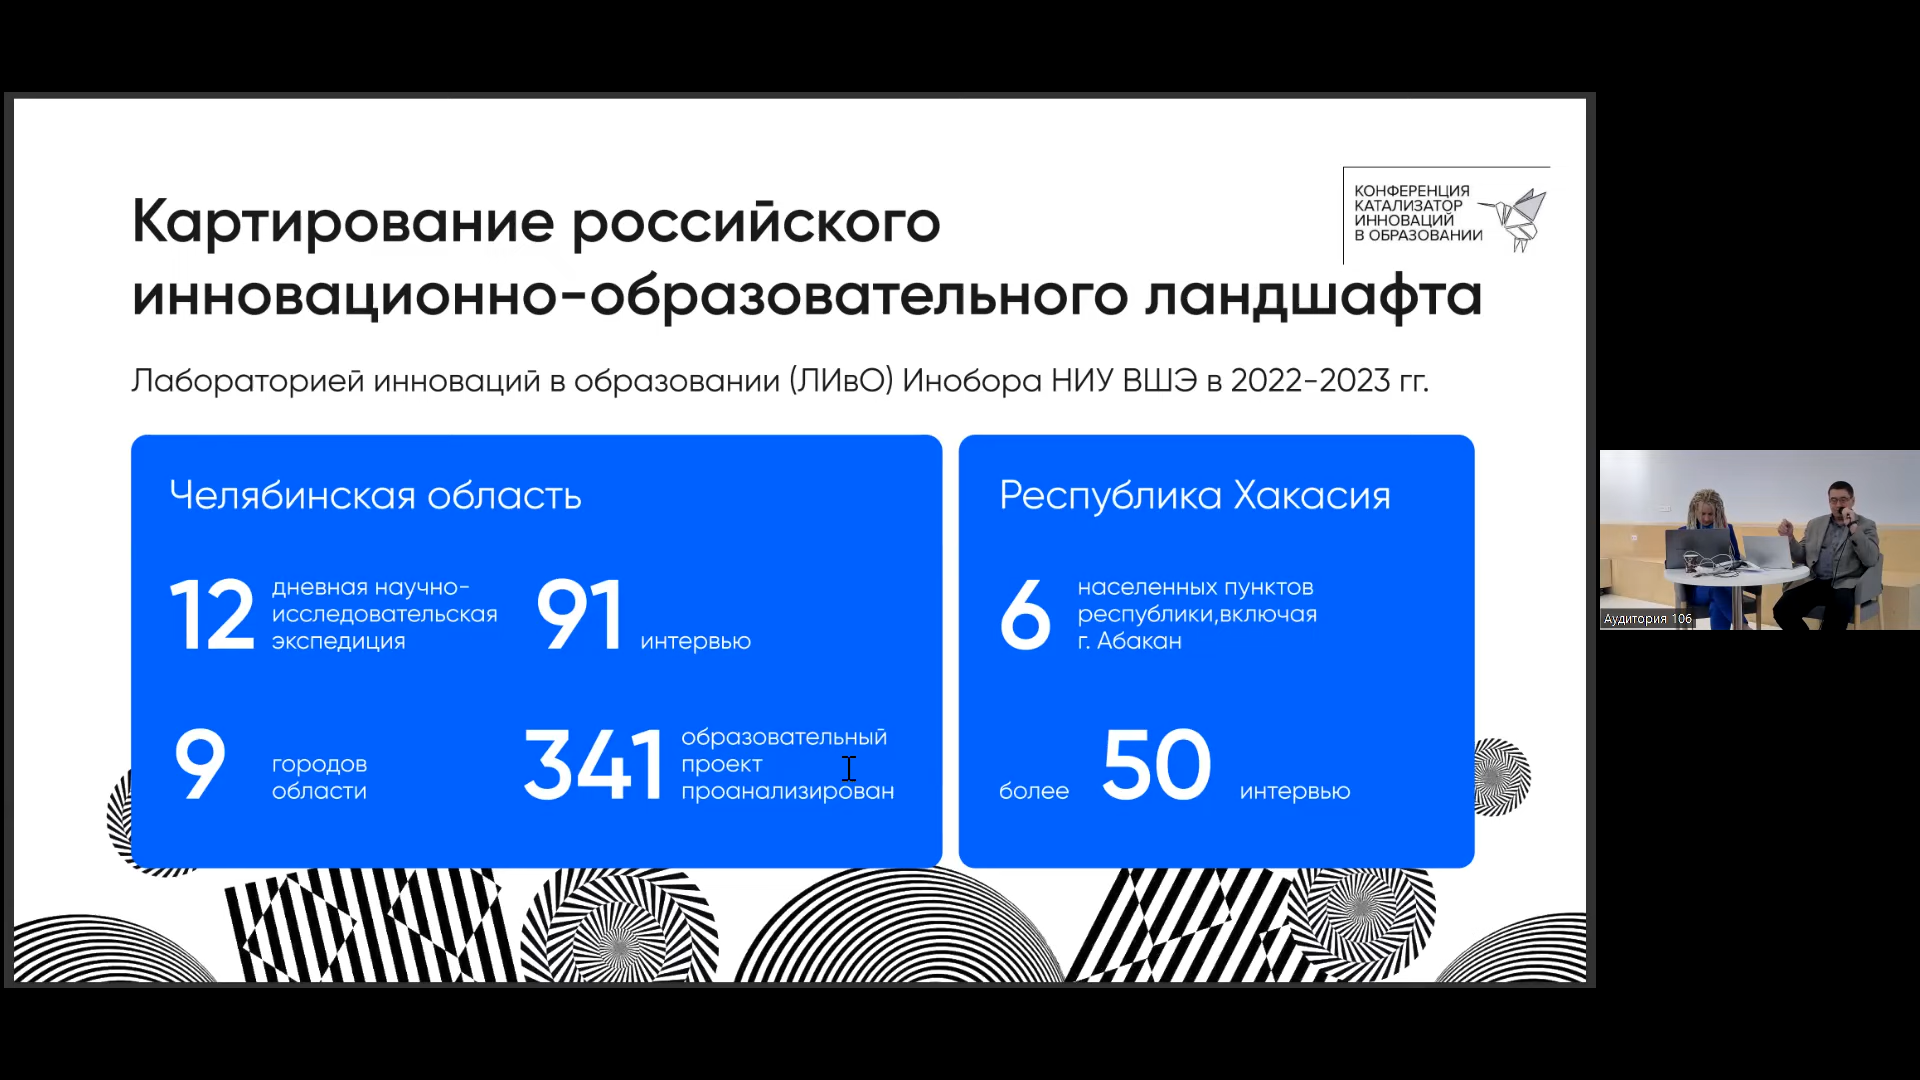 Картирование российского
инновационно-образовательного ландшафта
КОНФЕРЕНЦИЯ
КАТАЛИЗАТОР
ИННОВАЦИЙ
В ОБРАЗОВАНИИ
Лабораторией инноваций в образовании (ЛИвО) Инобора НИУ ВШЭ в 2022-2023 гг.
Челябинская область
12 дневная научно-
исследовательская
экспедиция
91 интервью
9 городов
области
341 образовательный
проект
проанализирован
Республика Хакасия
6 населенных пунктов
республики,включая
г. Абакан
более 50 интервью
Аудитория 106